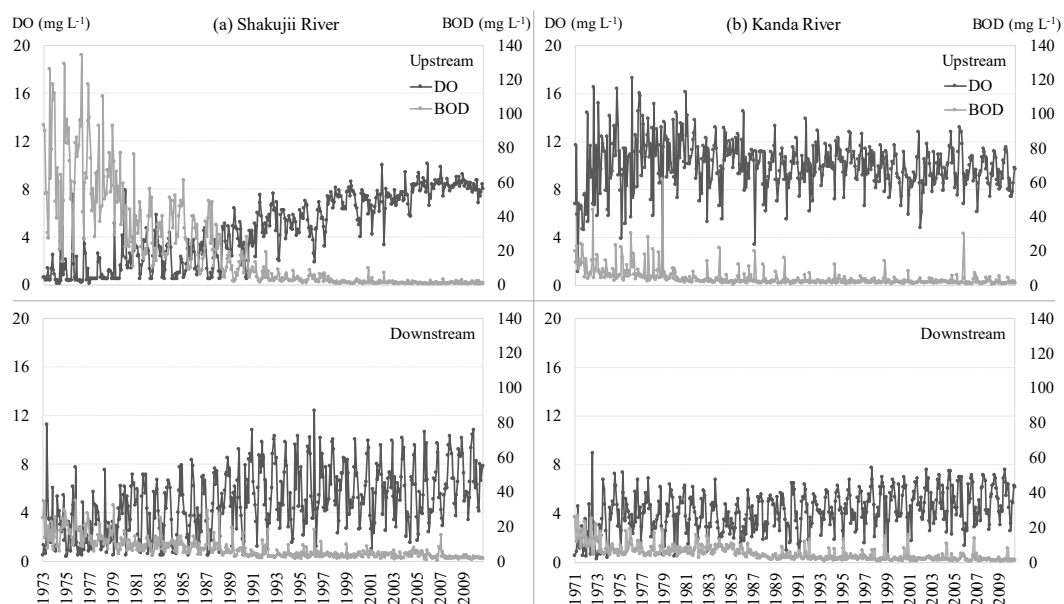 DO (mg L-1) (a) Shakujii River BOD (mg L-1) DO (mg L-1) (b) Kanda River BOD (mg L-1)
20 140 20 140
Upstream Upstream
120 120
16 DO 16 DO
100 BOD 100 BOD
12 80 12 80
8 60 8 60
40 40
4 20 4 20
0 0 0 0
20 140 20 140
Downstream Downstream
120 120
16 100 16 100
12 80 12 80
8 60 8 60
40 40
4 20 4 20
0 0 0 0
1973 1975 1977 1979 1981 1983 1985 1987 1989 1991 1993 1995 1997 1999 2001 2003 2005 2007 2009 1971 1973 1975 1977 1979 1981 1983 1985 1987 1989 1991 1993 1995 1997 1999 2001 2003 2005 2007 2009